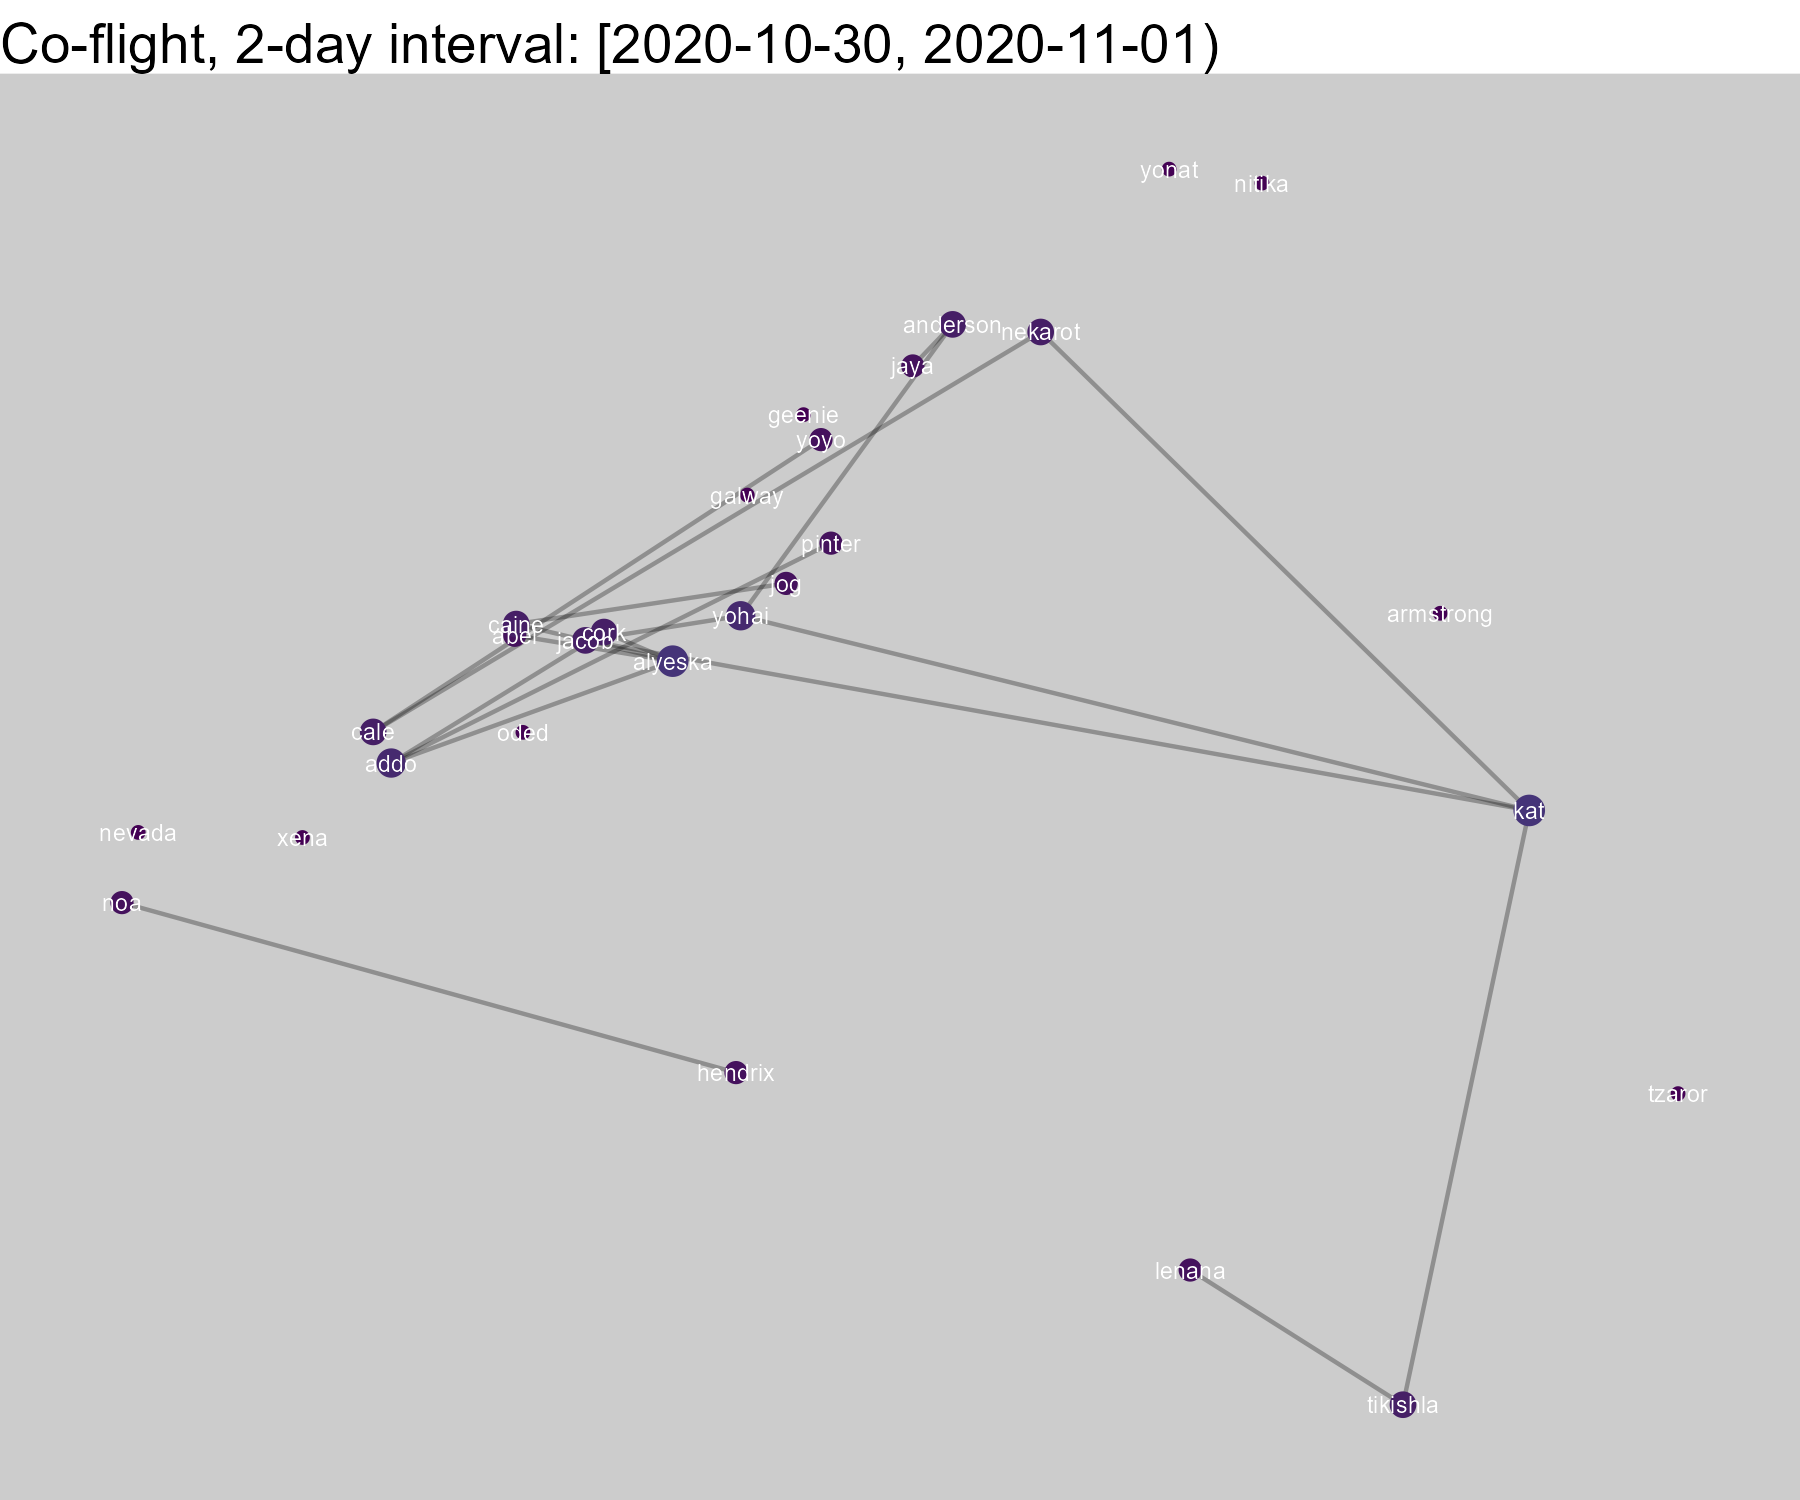 Co-flight, 2-day interval: [2020-10-30, 2020-11-01)
yonat
nitika
anderson
nekarot
jaya
geenie
yoyo
galway
pinter
jog
armstrong
yohai
caine
abel
cork
jacob
alyeska
cale
oded
addo
kat
nevada
xena
noa
hendrix
tzaror
lenana
tikishla